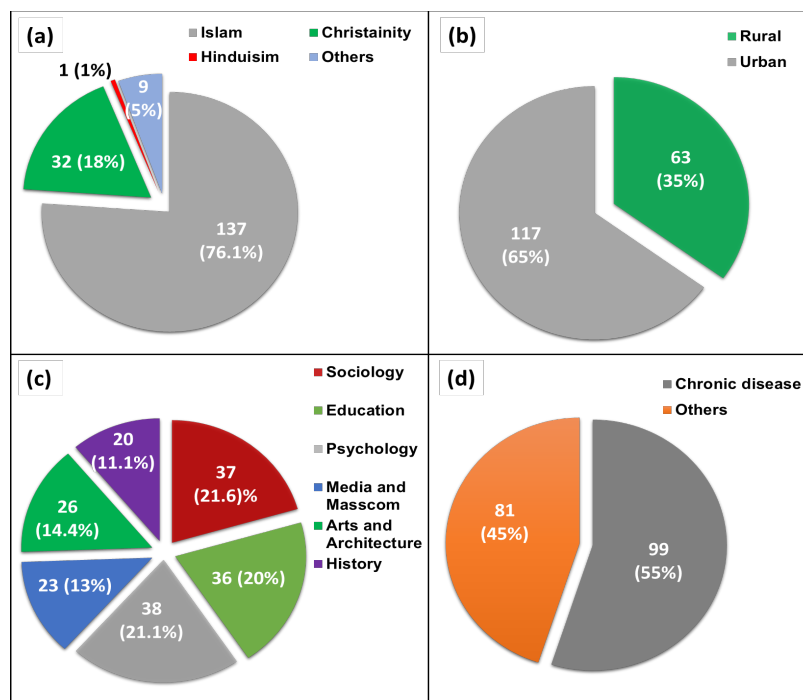 (a)
Islam
Christainity
Hinduisim
Others
1 (1%)
9
(5%)
32 (18%)
137
(76.1%)
(b)
Rural
Urban
63
(35%)
117
(65%)
(c)
Sociology
Education
Psychology
Media and
Masscom
Arts and
Architecture
History
20
(11.1%)
37
(21.6)%
26
(14.4%)
23 (13%)
36 (20%)
38
(21.1%)
(d)
Chronic disease
Others
81
(45%)
99
(55%)